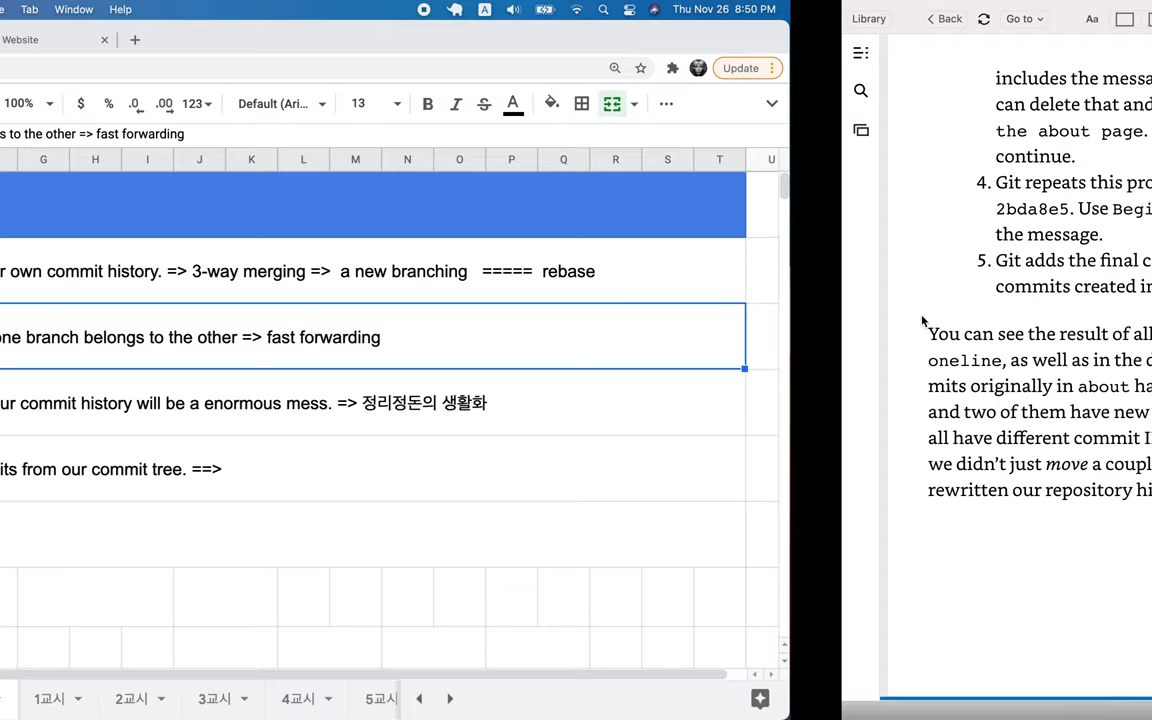 Tab Window Help
A
Thu Nov 26 8:50 PM
Website
Update
100% $ % .0 .00 123 Default (Ari... 13 B I S A
s to the other => fast forwarding
G H I J K L M N O P Q R S T U
r own commit history. => 3-way merging => a new branching ===== rebase
one branch belongs to the other => fast forwarding
ur commit history will be a enormous mess. => 정리정돈의 생활화
its from our commit tree. ==>
1교시 2교시 3교시 4교시 5교시
Library Back Go to Aa
includes the messa
can delete that and
the about page.
continue.
4. Git repeats this pro
2bda8e5. Use Begi
the message.
5. Git adds the final c
commits created in
You can see the result of all
oneline, as well as in the d
mits originally in about ha
and two of them have new
all have different commit I
we didn't just move a coupl
rewritten our repository hi